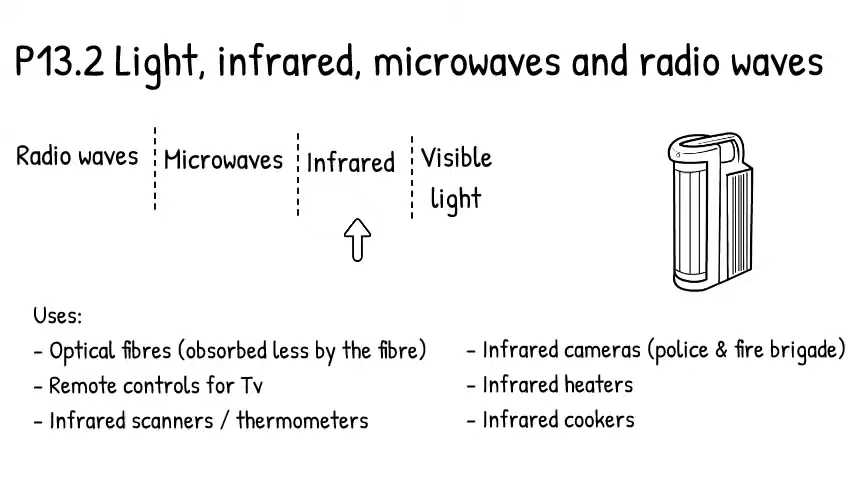 P13.2 Light, infrared, microwaves and radio waves
Radio waves
Microwaves
Infrared
Visible
light
Uses:
- Optical fibres (obsorbed less by the fibre)
- Remote controls for Tv
- Infrared scanners / thermometers
- Infrared cameras (police & fire brigade)
- Infrared heaters
- Infrared cookers